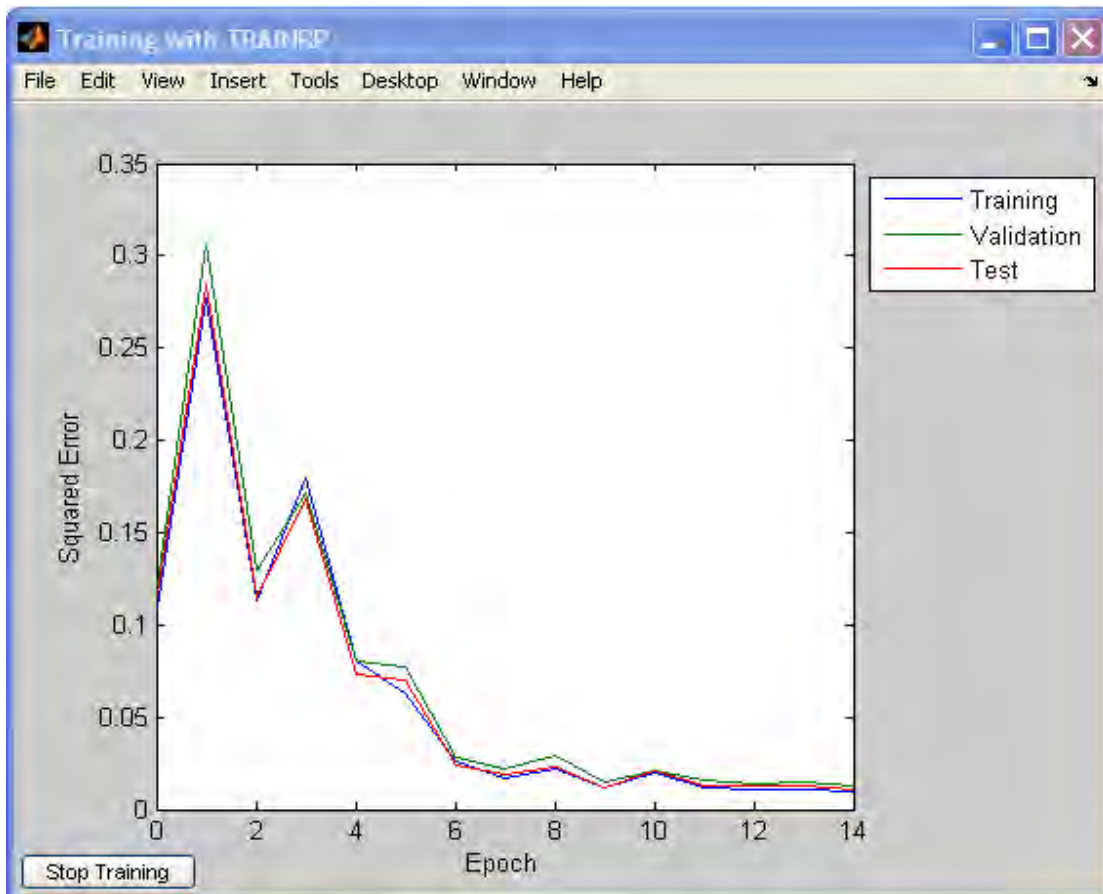 Training with TRAINRP
File Edit View Insert Tools Desktop Window Help
0.35
0.3
0.25
0.2
0.15
0.1
0.05
0
Squared Error
0 2 4 6 8 10 12 14
Epoch
Training
Validation
Test
Stop Training